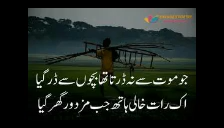 جو موت سے نہ ڈرتا تھا بچوں سے ڈر گیا
اک رات خالی ہاتھ جب مزدور گھر گیا